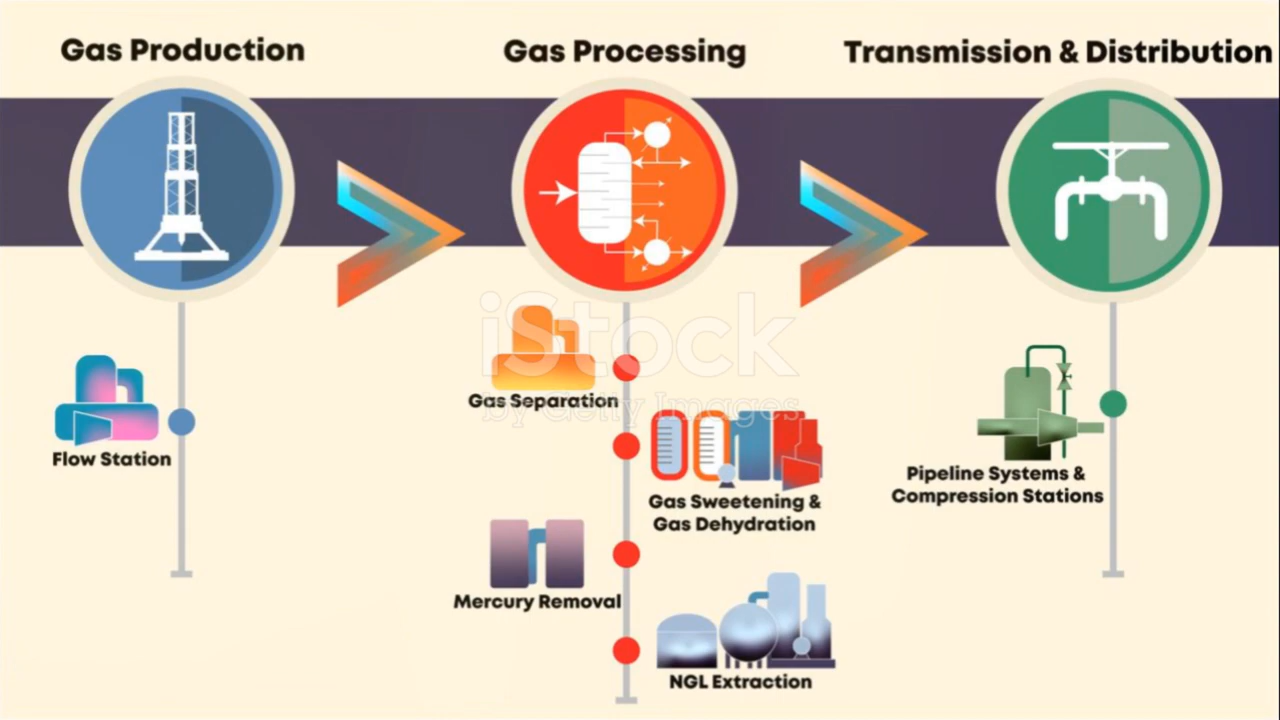 Gas Production
Gas Processing
Transmission & Distribution
iStock
by Getty Images
Gas Separation
Flow Station
Gas Sweetening &
Gas Dehydration
Pipeline Systems &
Compression Stations
Mercury Removal
NGL Extraction